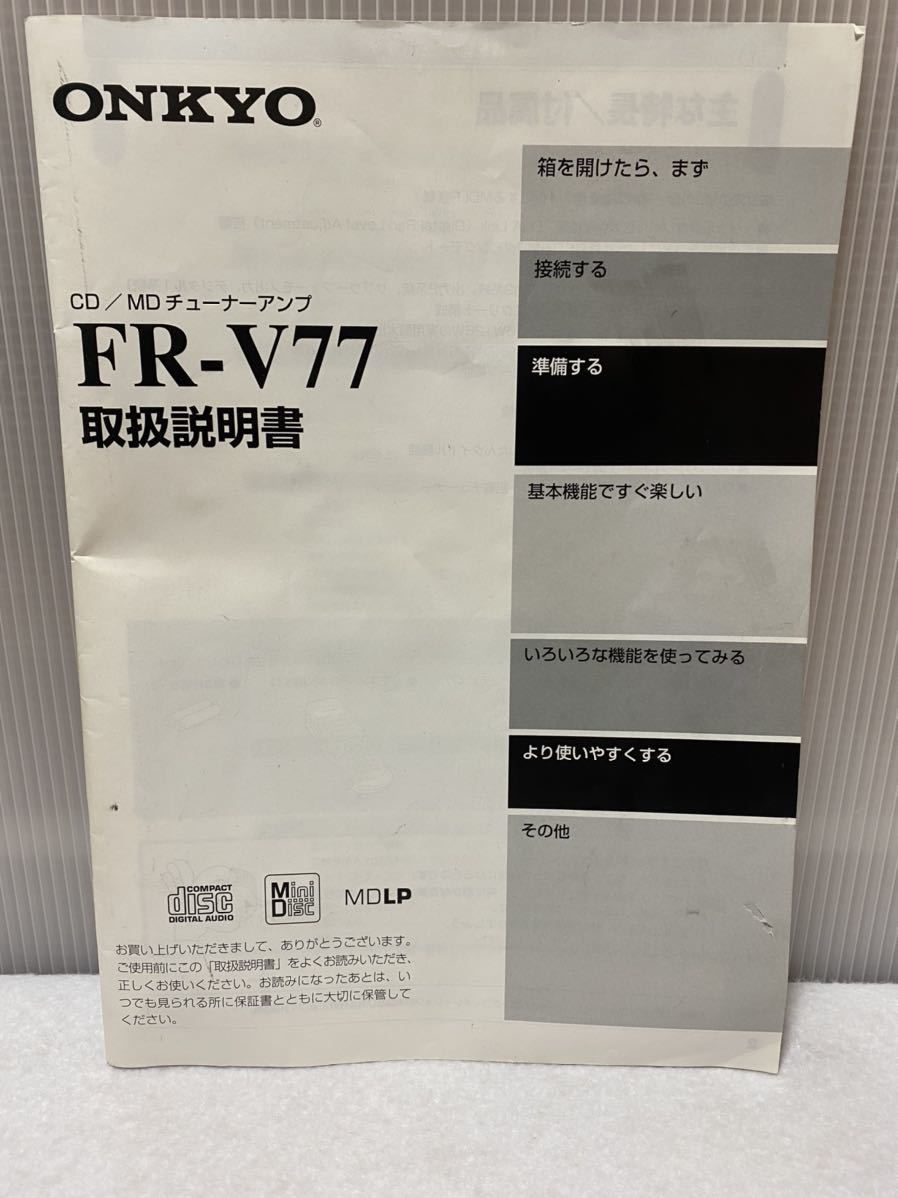 ONKYO®
CD／MD チューナーアンプ
FR-V77
取扱説明書
箱を開けたら、まず
接続する
準備する
基本機能ですぐ楽しい
いろいろな機能を使ってみる
より使いやすくする
その他
COMPACT
disc
DIGITAL AUDIO
Mini
Disc
MDLP
お買い上げいただきまして、ありがとうございます。
ご使用前にこの「取扱説明書」をよくお読みいただき、
正しくお使いください。お読みになったあとは、い
つでも見られる所に保証書とともに大切に保管して
ください。